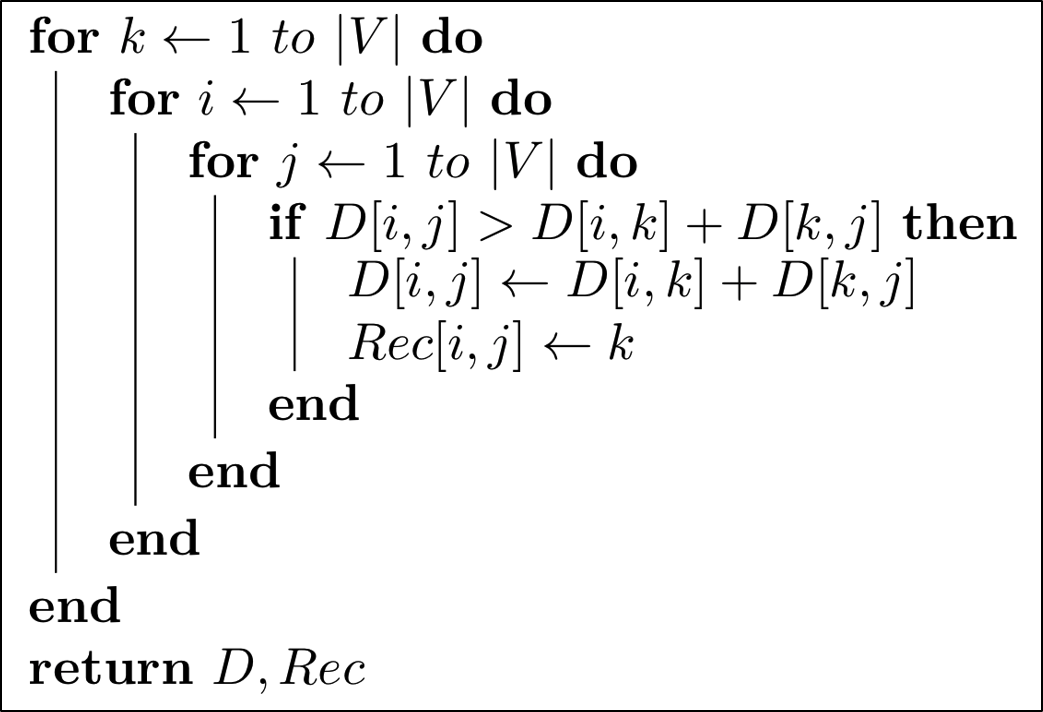 for k ← 1 to |V| do
for i ← 1 to |V| do
for j ← 1 to |V| do
if D[i, j] > D[i, k] + D[k, j] then
D[i, j] ← D[i, k] + D[k, j]
Rec[i, j] ← k
end
end
end
end
return D, Rec